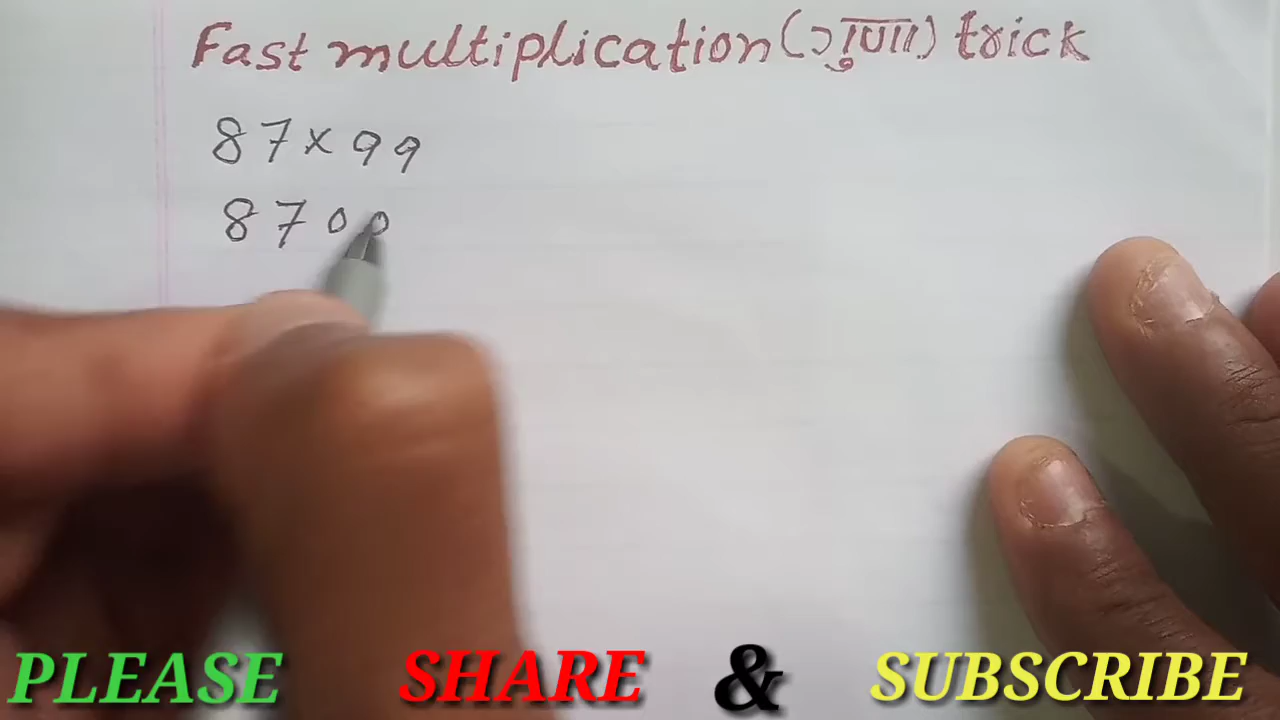 Fast multiplication (गुणा) trick
87×99
8700
PLEASE SHARE & SUBSCRIBE